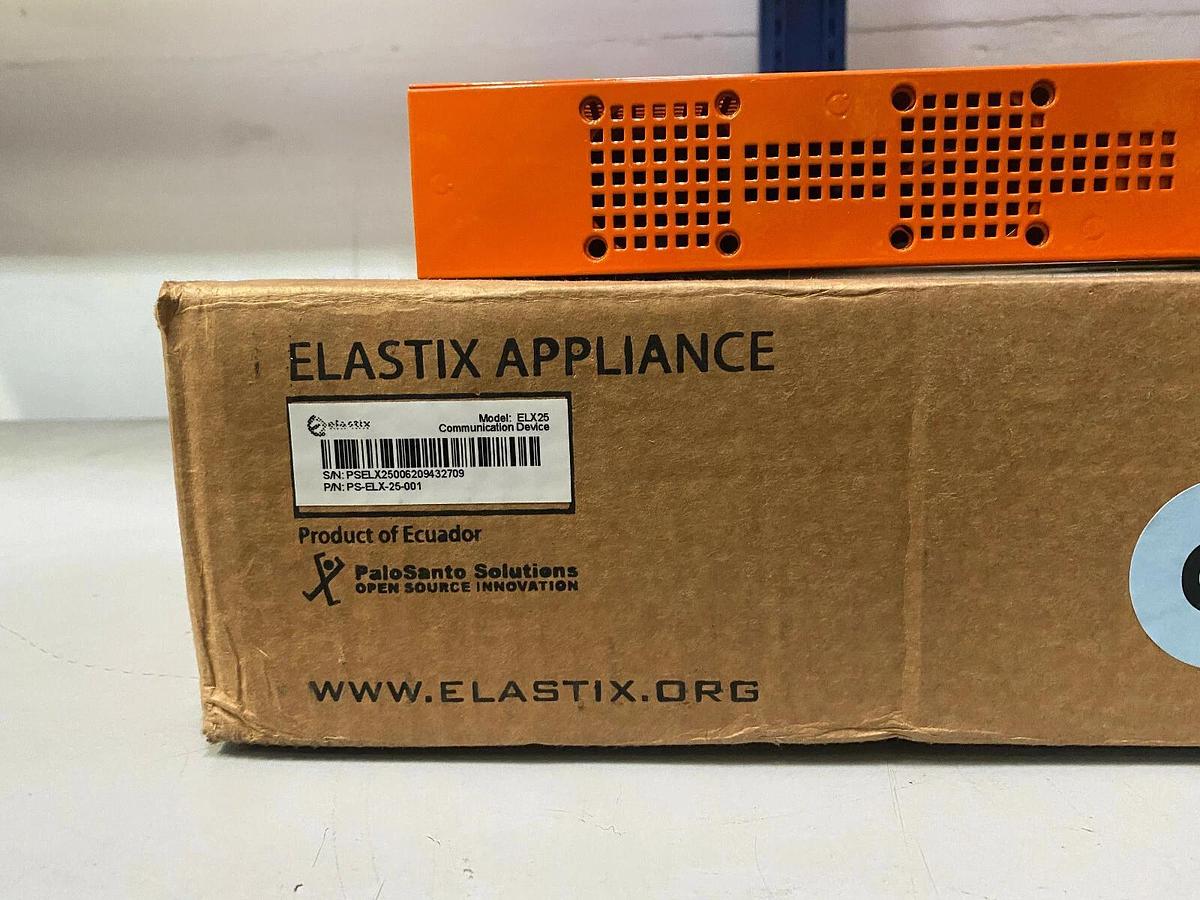 ELASTIX APPLIANCE
elastix
Model: ELX25
Communication Device
S/N: PSELX25006209432709
P/N: PS-ELX-25-001
Product of Ecuador
PaloSanto Solutions
OPEN SOURCE INNOVATION
WWW.ELASTIX.ORG